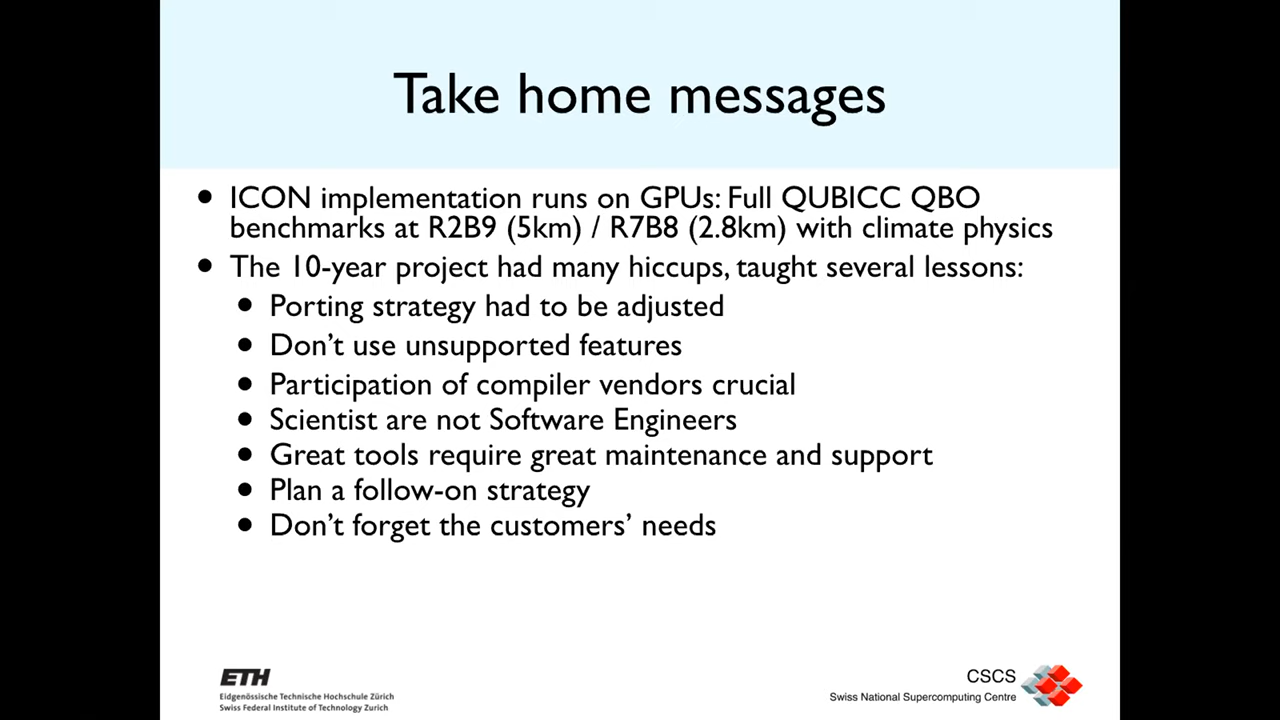 Take home messages
• ICON implementation runs on GPUs: Full QUBICC QBO
benchmarks at R2B9 (5km) / R7B8 (2.8km) with climate physics
• The 10-year project had many hiccups, taught several lessons:
• Porting strategy had to be adjusted
• Don’t use unsupported features
• Participation of compiler vendors crucial
• Scientist are not Software Engineers
• Great tools require great maintenance and support
• Plan a follow-on strategy
• Don’t forget the customers’ needs
ETH
Eidgenössische Technische Hochschule Zürich
Swiss Federal Institute of Technology Zurich
CSCS
Swiss National Supercomputing Centre